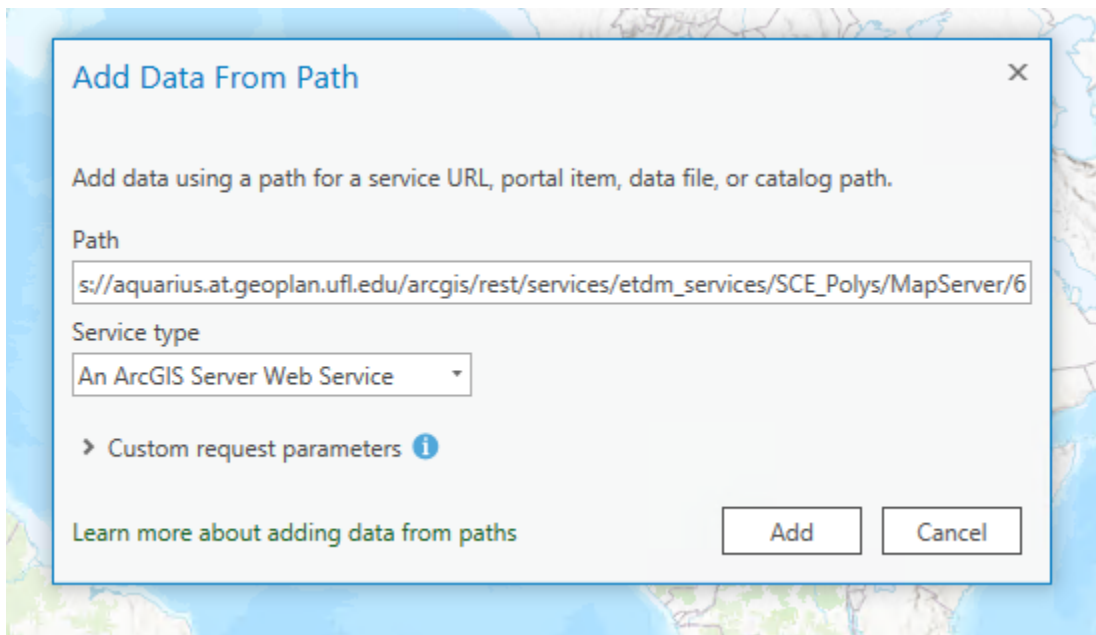 Add Data From Path
Add data using a path for a service URL, portal item, data file, or catalog path.
Path
s://aquarius.at.geoplan.ufl.edu/arcgis/rest/services/etdm_services/SCE_Polys/MapServer/6
Service type
An ArcGIS Server Web Service
Custom request parameters
Learn more about adding data from paths
Add
Cancel